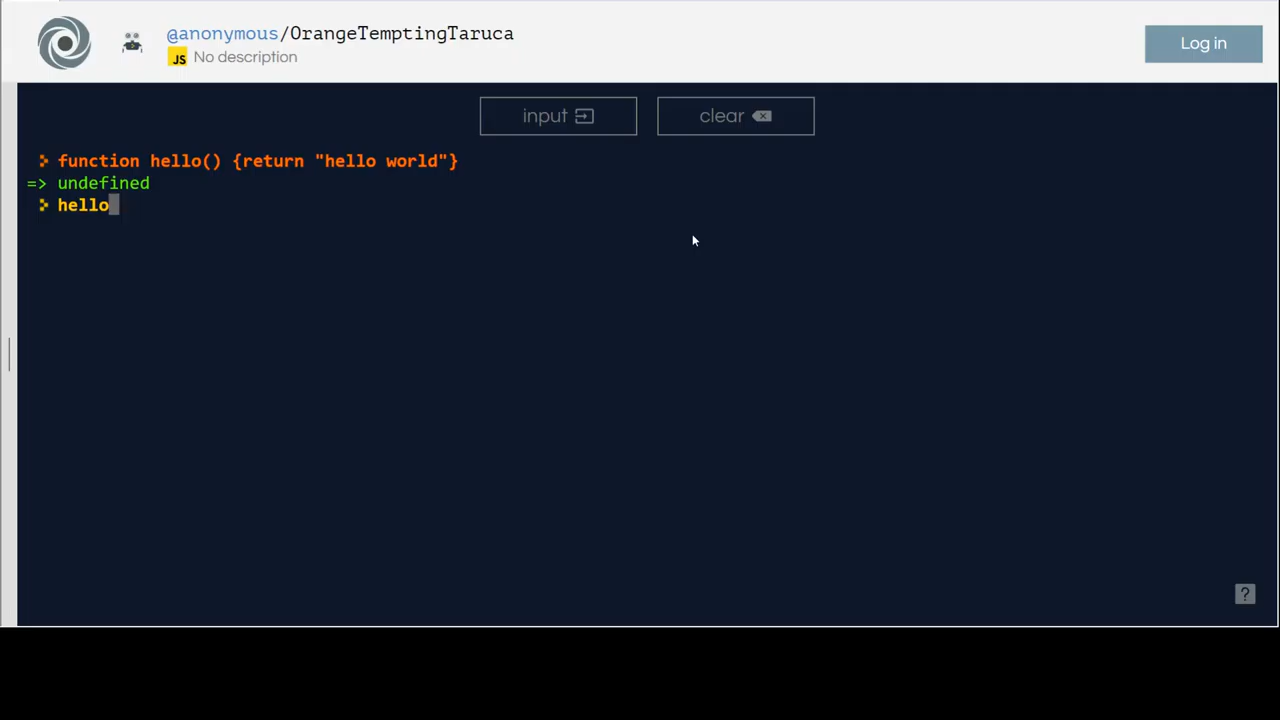 @anonymous/OrangeTemptingTaruca
JS No description
Log in
input
clear
function hello() {return "hello world"}
=> undefined
hello
?